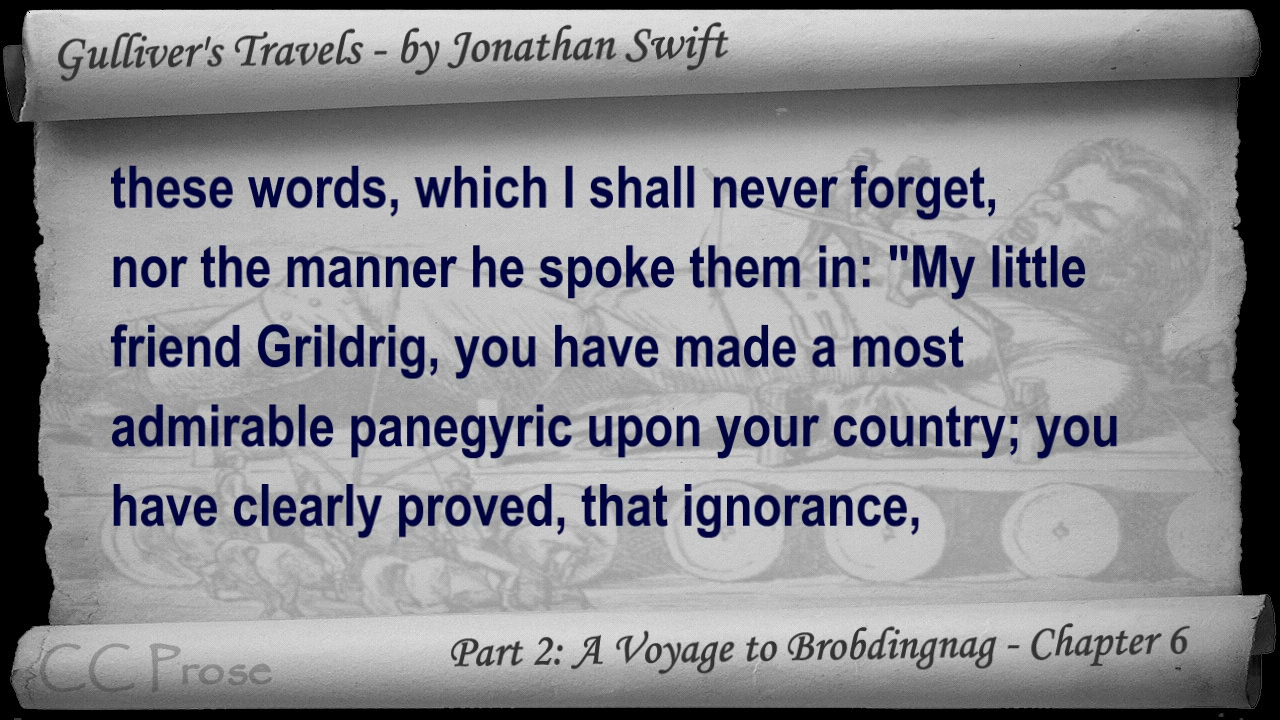 Gulliver's Travels - by Jonathan Swift
these words, which I shall never forget,
nor the manner he spoke them in: "My little
friend Grildrig, you have made a most
admirable panegyric upon your country; you
have clearly proved, that ignorance,
Part 2: A Voyage to Brobdingnag - Chapter 6
CC Prose